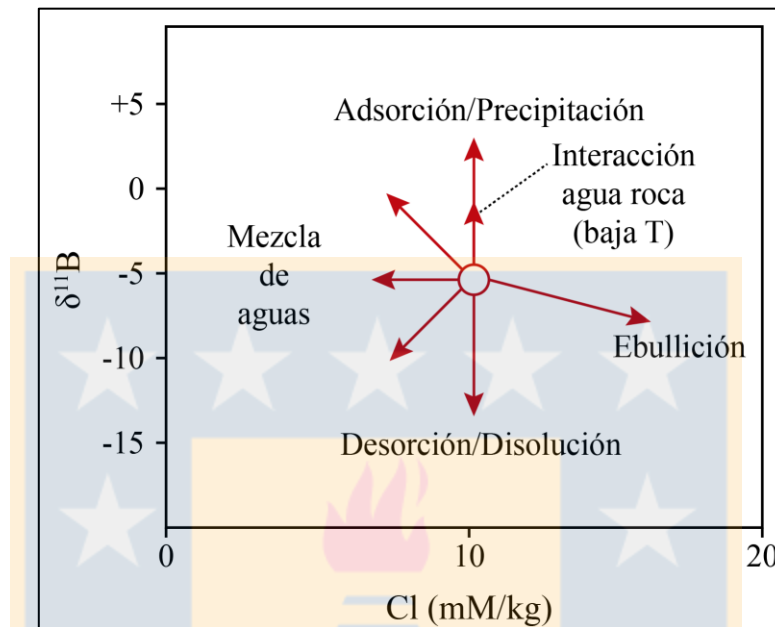 +5
0
-5
-10
-15
δ¹¹B
Adsorción/Precipitación
Interacción
agua roca
(baja T)
Mezcla
de
aguas
Ebullición
Desorción/Disolución
0
10
20
Cl (mM/kg)